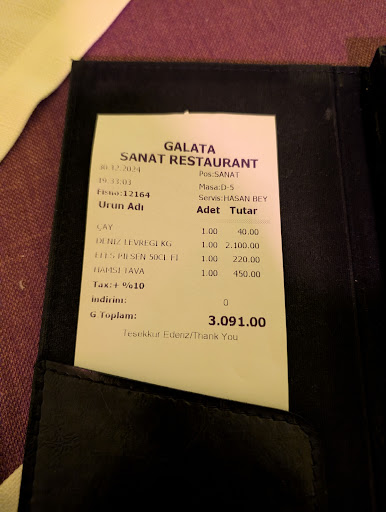 GALATA
SANAT RESTAURANT
30.12.2024 Pos:SANAT
19:33:03 Masa:D-5
Fisno:12164 Servis:HASAN BEY
Urun Adı Adet Tutar
ÇAY 1.00 40.00
DENIZ LEVREGI KG 1.00 2.100.00
EFES PILSEN 50CL FI 1.00 220.00
HAMSI TAVA 1.00 450.00
Tax:+ %10
indirim: 0
G Toplam: 3.091.00
Tesekkur Ederiz/Thank You